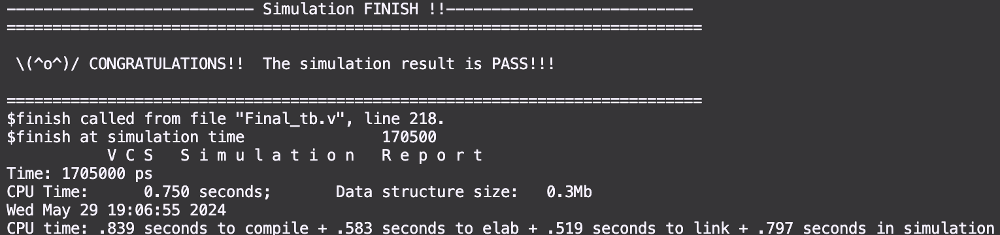 --------------------------- Simulation FINISH !!---------------------------
============================================================================
\(^o^)/ CONGRATULATIONS!!  The simulation result is PASS!!!
============================================================================
$finish called from file "Final_tb.v", line 218.
$finish at simulation time               170500
           V C S   S i m u l a t i o n   R e p o r t
Time: 1705000 ps
CPU Time:      0.750 seconds;       Data structure size:   0.3Mb
Wed May 29 19:06:55 2024
CPU time: .839 seconds to compile + .583 seconds to elab + .519 seconds to link + .797 seconds in simulation